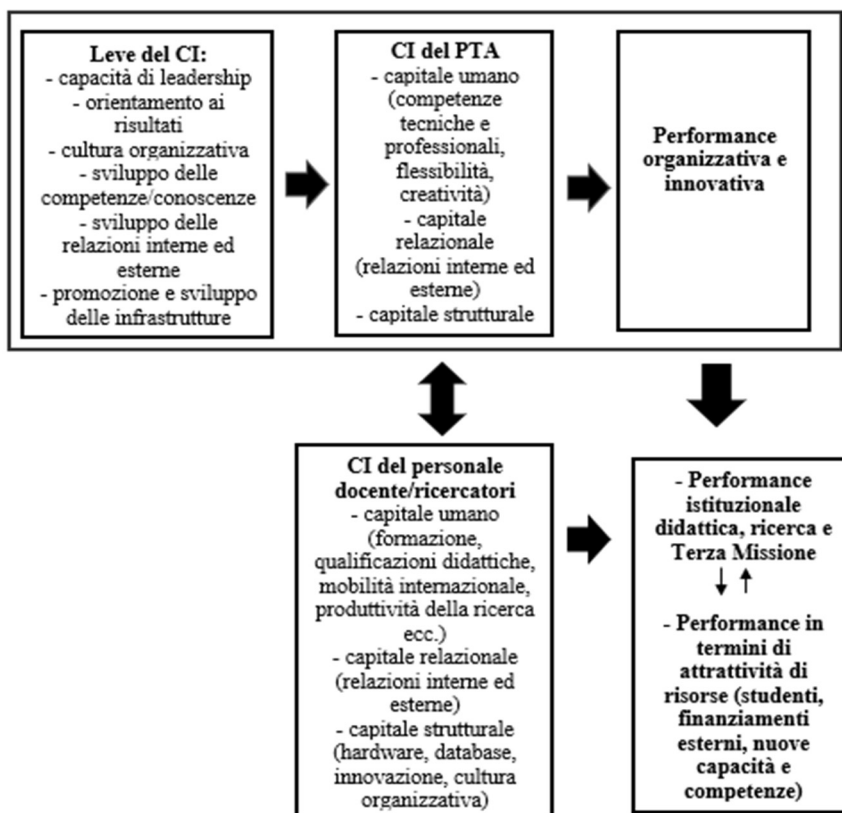 Leve del CI:
- capacità di leadership
- orientamento ai
risultati
- cultura organizzativa
- sviluppo delle
competenze/conoscenze
- sviluppo delle
relazioni interne ed
esterne
- promozione e sviluppo
delle infrastrutture
CI del PTA
- capitale umano
(competenze
tecniche e
professionali,
flessibilità,
creatività)
- capitale
relazionale
(relazioni interne ed
esterne)
- capitale strutturale
Performance
organizzativa e
innovativa
CI del personale
docente/ricercatori
- capitale umano
(formazione,
qualificazioni didattiche,
mobilità internazionale,
produttività della ricerca
ecc.)
- capitale relazionale
(relazioni interne ed
esterne)
- capitale strutturale
(hardware, database,
innovazione, cultura
organizzativa)
- Performance
istituzionale
didattica, ricerca e
Terza Missione
- Performance in
termini di
attrattività di
risorse (studenti,
finanziamenti
esterni, nuove
capacità e
competenze)